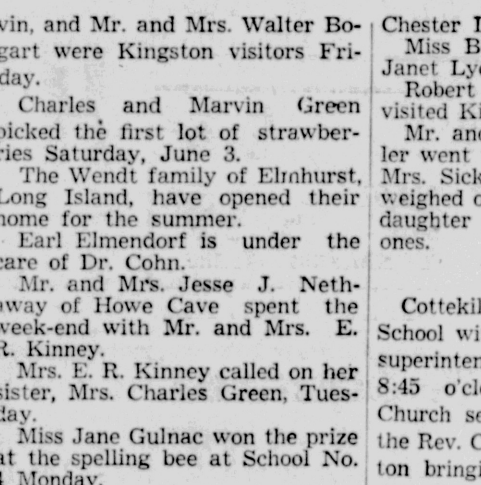 vin, and Mr. and Mrs. Walter Bo-
gart were Kingston visitors Fri-
day.
Charles and Marvin Green
picked the first lot of strawber-
ries Saturday, June 3.
The Wendt family of Elmhurst,
Long Island, have opened their
home for the summer.
Earl Elmendorf is under the
care of Dr. Cohn.
Mr. and Mrs. Jesse J. Neth-
away of Howe Cave spent the
week-end with Mr. and Mrs. E.
R. Kinney.
Mrs. E. R. Kinney called on her
sister, Mrs. Charles Green, Tues-
day.
Miss Jane Gulnac won the prize
at the spelling bee at School No.
4 Monday.
Chester
Miss B
Janet Ly
Robert
visited Ki
Mr. and
ler went
Mrs. Sick
weighed
daughter
ones.
Cottekil
School wi
superinten
8:45 o'cl
Church se
the Rev. C
ton bringi